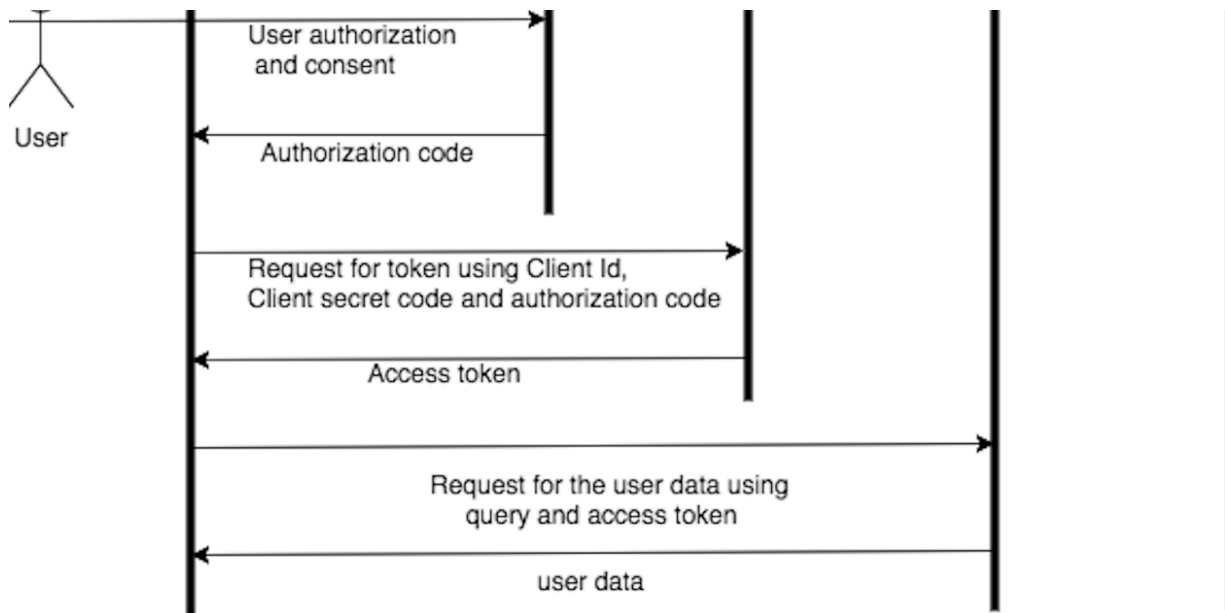 User authorization
and consent
User
Authorization code
Request for token using Client Id,
Client secret code and authorization code
Access token
Request for the user data using
query and access token
user data